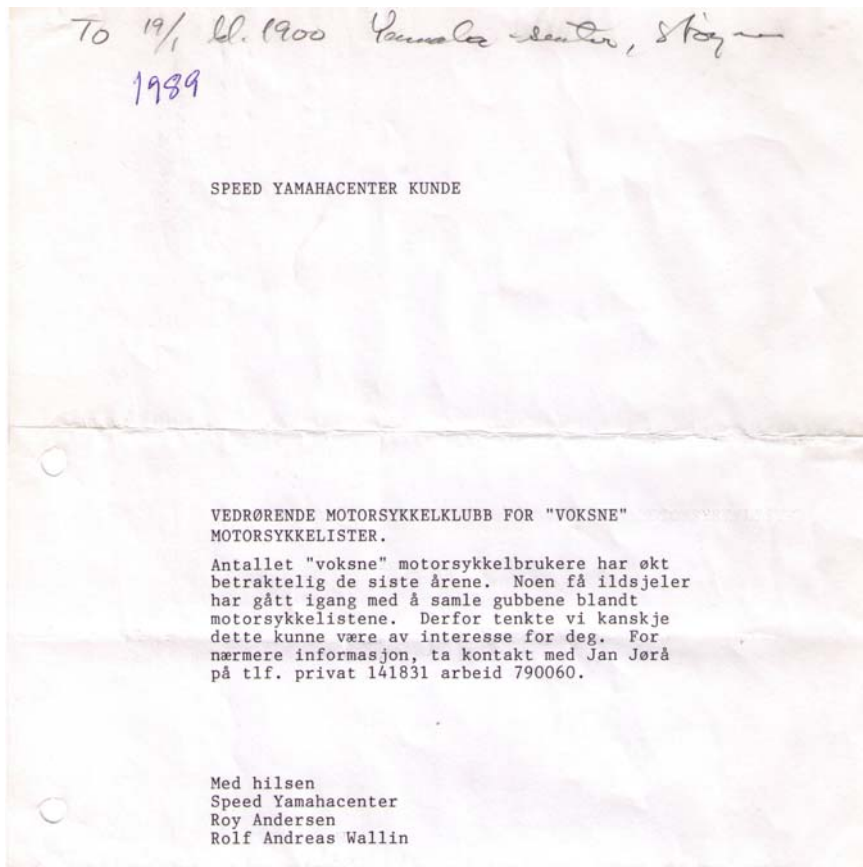 To 19/1 kl. 1900 Yamaha senter,
1989
SPEED YAMAHACENTER KUNDE
VEDRØRENDE MOTORSYKKELKLUBB FOR "VOKSNE"
MOTORSYKKELISTER.
Antallet "voksne" motorsykkelbrukere har økt
betraktelig de siste årene. Noen få ildsjeler
har gått igang med å samle gubbene blandt
motorsykkelistene. Derfor tenkte vi kanskje
dette kunne være av interesse for deg. For
nærmere informasjon, ta kontakt med Jan Jørå
på tlf. privat 141831 arbeid 790060.
Med hilsen
Speed Yamahacenter
Roy Andersen
Rolf Andreas Wallin